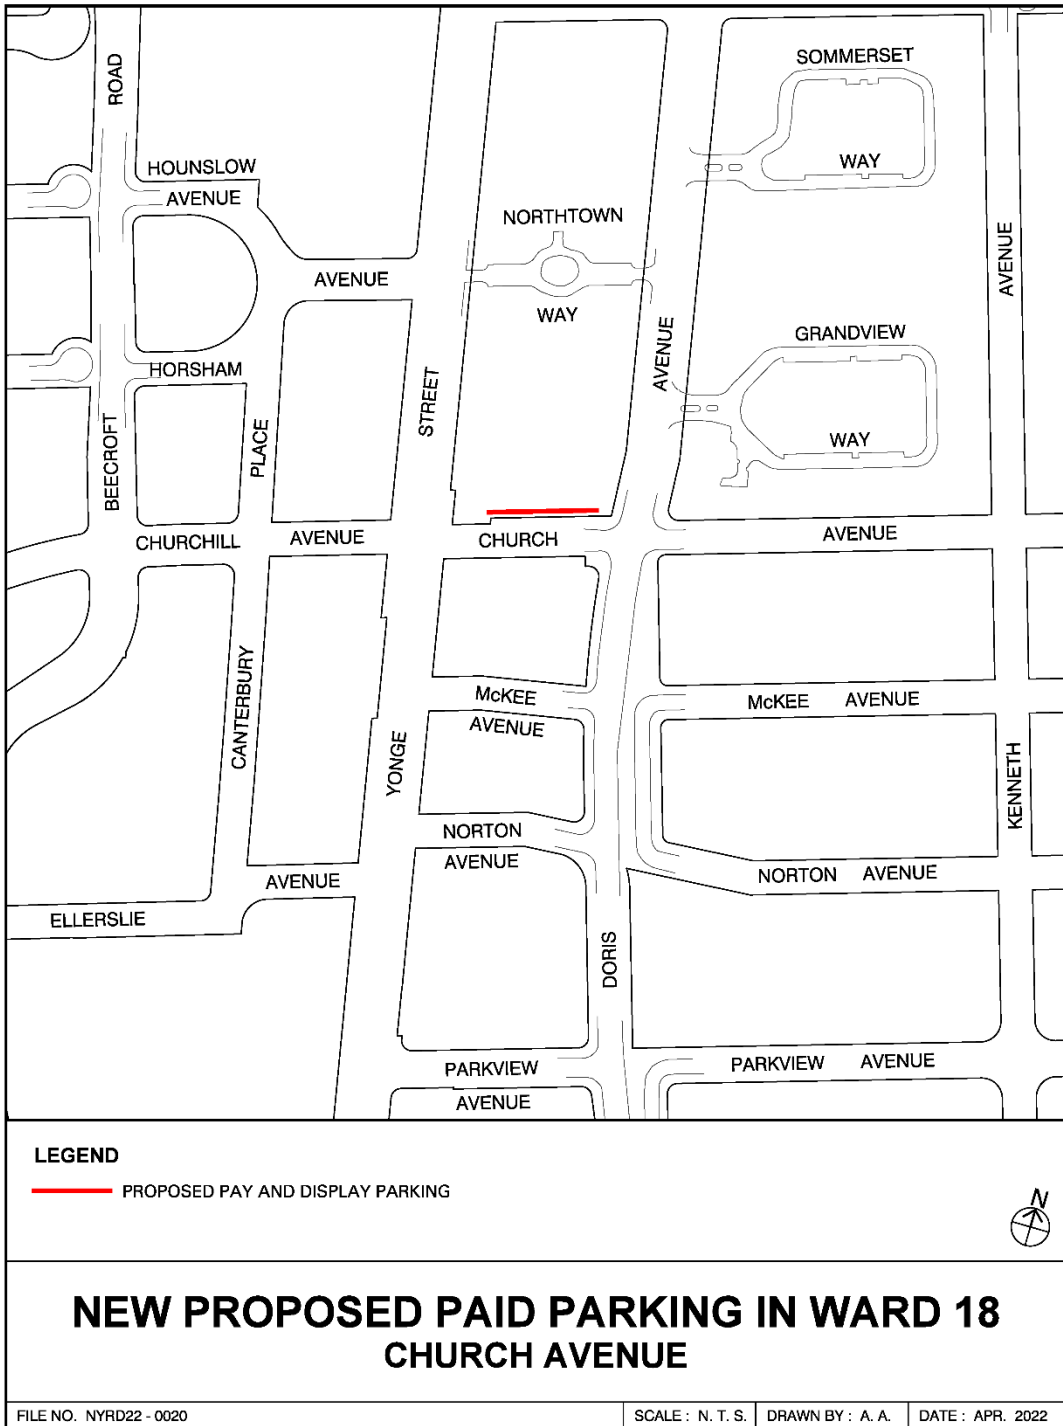 ROAD
SOMMERSET
WAY
HOUNSLOW
AVENUE
NORTHTOWN
WAY
AVENUE
AVENUE
AVENUE
GRANDVIEW
WAY
HORSHAM
STREET
PLACE
BEECROFT
CHURCHILL
AVENUE
CHURCH
AVENUE
CANTERBURY
McKEE
AVENUE
McKEE AVENUE
YONGE
KENNETH
NORTON
AVENUE
NORTON AVENUE
AVENUE
ELLERSLIE
DORIS
PARKVIEW
AVENUE
PARKVIEW AVENUE
LEGEND
PROPOSED PAY AND DISPLAY PARKING
N
NEW PROPOSED PAID PARKING IN WARD 18
CHURCH AVENUE
FILE NO. NYRD22 - 0020
SCALE : N. T. S.
DRAWN BY : A. A.
DATE : APR. 2022